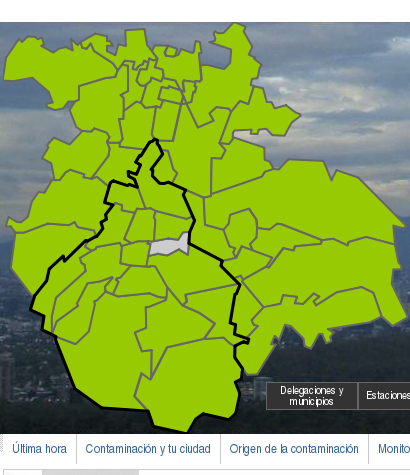 Delegaciones y
municipios
Estaciones
Última hora
Contaminación y tu ciudad
Origen de la contaminación
Monito